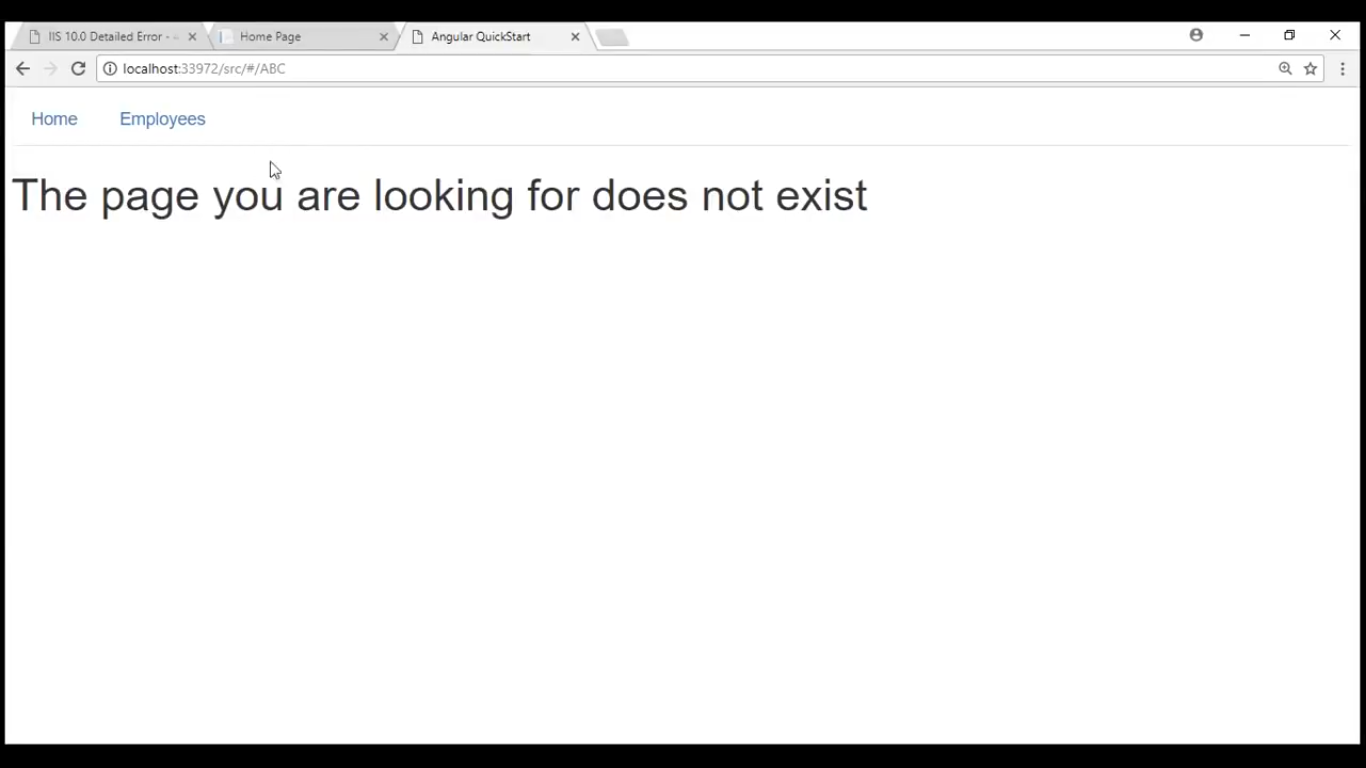 IIS 10.0 Detailed Error -
Home Page
Angular QuickStart
localhost:33972/src/#/ABC
Home
Employees
The page you are looking for does not exist